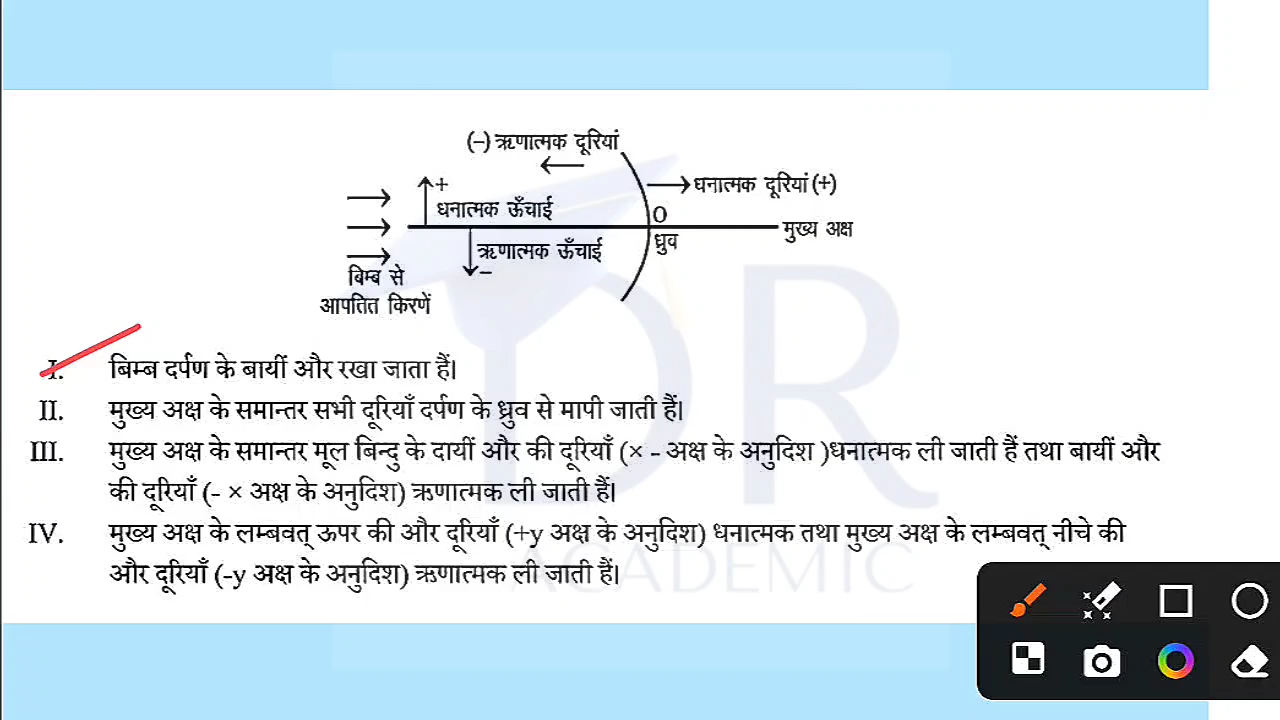 (–) ऋणात्मक दूरियां
+
धनात्मक ऊँचाई
धनात्मक दूरियां (+)
O
ध्रुव
मुख्य अक्ष
ऋणात्मक ऊँचाई
–
बिम्ब से
आपतित किरणें
I. बिम्ब दर्पण के बायीं और रखा जाता हैं।
II. मुख्य अक्ष के समान्तर सभी दूरियाँ दर्पण के ध्रुव से मापी जाती हैं।
III. मुख्य अक्ष के समान्तर मूल बिन्दु के दायीं और की दूरियाँ (× - अक्ष के अनुदिश )धनात्मक ली जाती हैं तथा बायीं और
की दूरियाँ (- × अक्ष के अनुदिश) ऋणात्मक ली जाती हैं।
IV. मुख्य अक्ष के लम्बवत् ऊपर की और दूरियाँ (+y अक्ष के अनुदिश) धनात्मक तथा मुख्य अक्ष के लम्बवत् नीचे की
और दूरियाँ (-y अक्ष के अनुदिश) ऋणात्मक ली जाती हैं।
DR
ACADEMIC